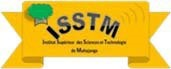 ISSTM
Institut Supérieur des Sciences et Technologie
de Mahajanga